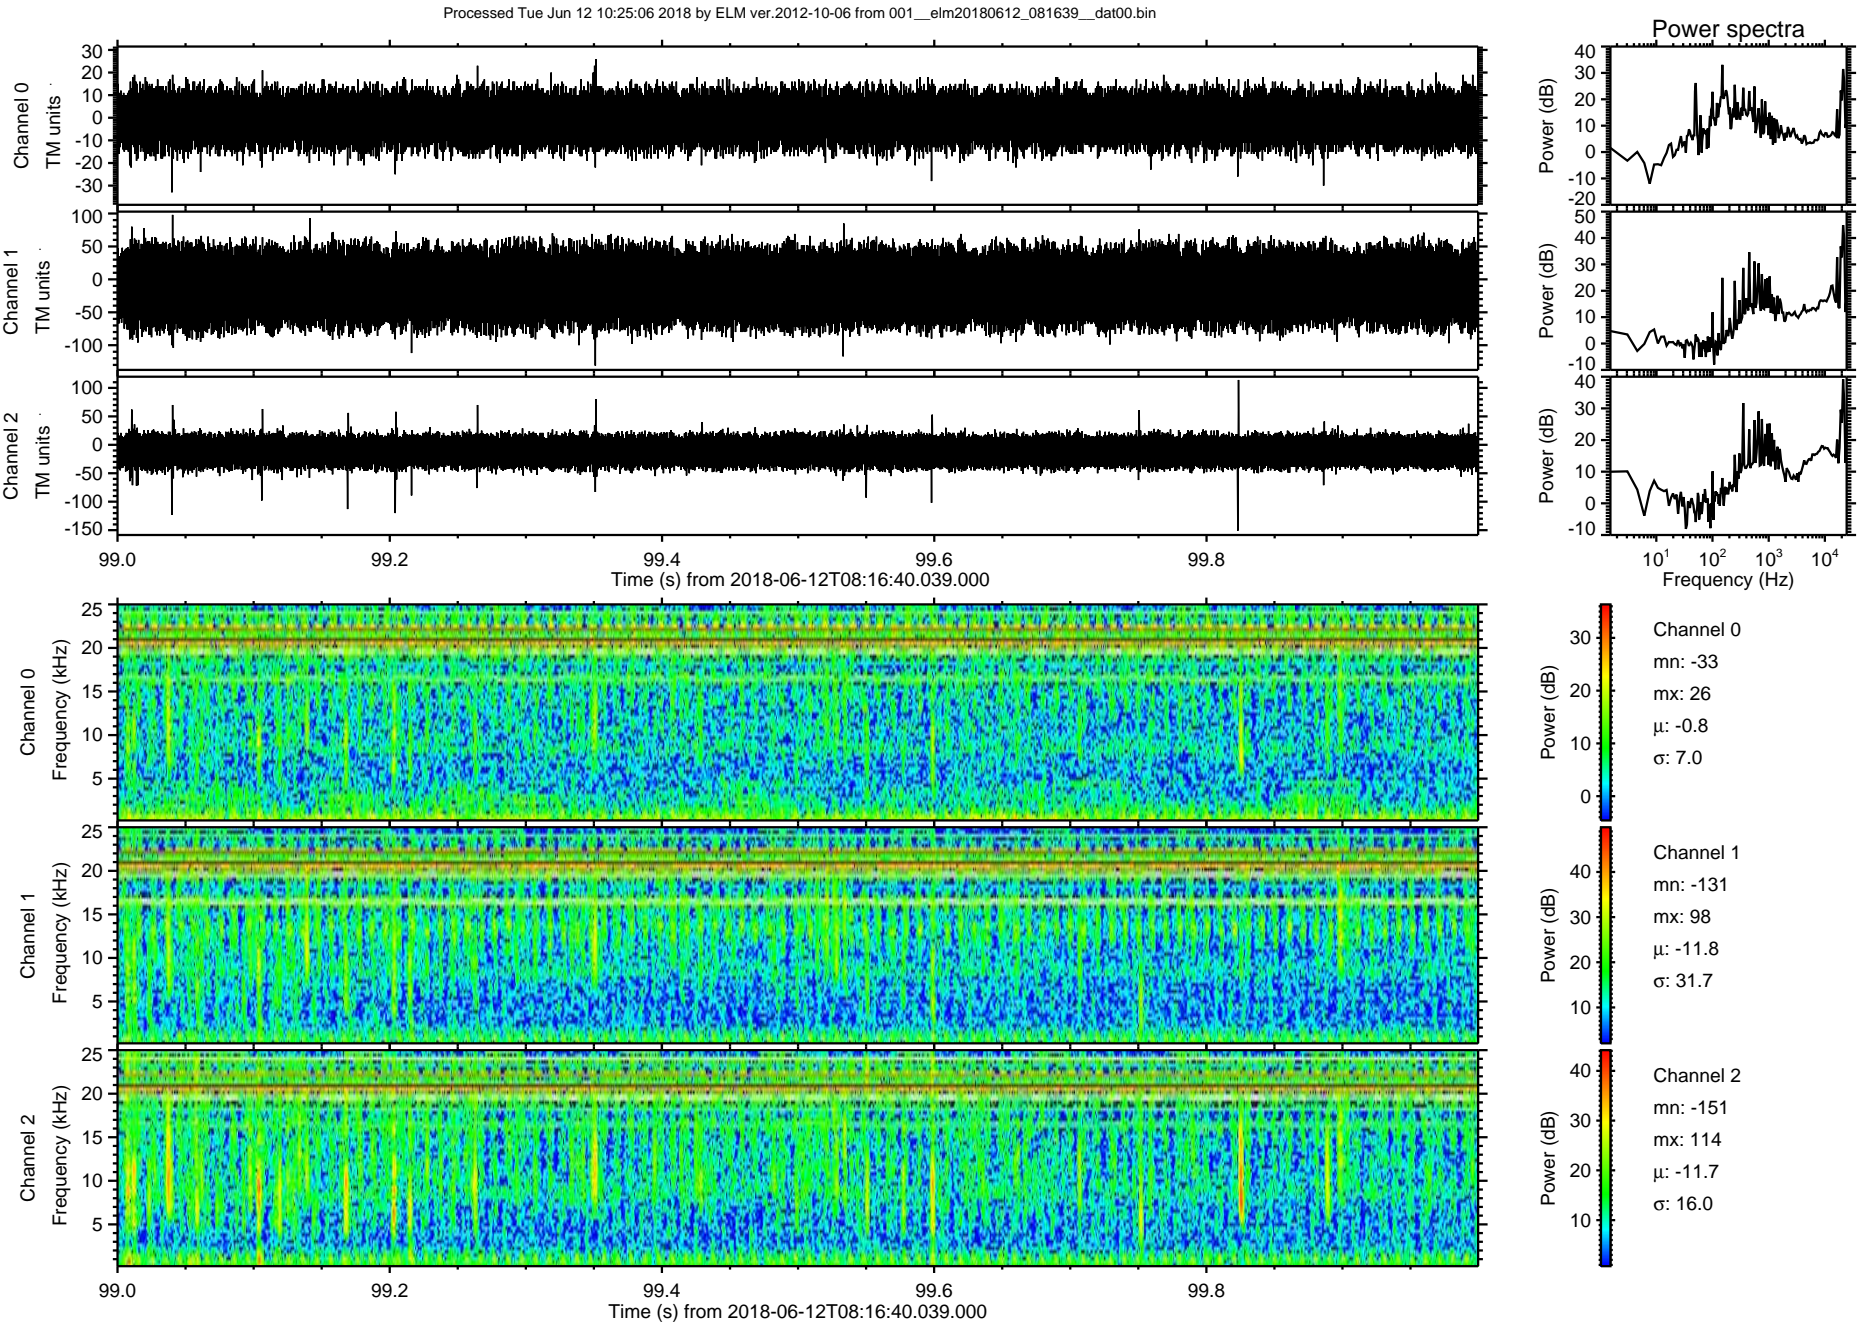 Processed Tue Jun 12 10:25:06 2018 by ELM ver.2012-10-06 from 001__elm20180612_081639__dat00.bin
Power spectra
Channel 0
TM units
30
20
10
0
-10
-20
-30
Power (dB)
40
30
20
10
0
-10
-20
Channel 1
TM units
100
50
0
-50
-100
Power (dB)
50
40
30
20
10
0
-10
Channel 2
TM units
100
50
0
-50
-100
-150
Power (dB)
40
30
20
10
0
-10
99.0 99.2 99.4 99.6 99.8
Time (s) from 2018-06-12T08:16:40.039.000
10¹ 10² 10³ 10⁴
Frequency (Hz)
Channel 0
Frequency (kHz)
25
20
15
10
5
Power (dB)
30
20
10
0
Channel 0
mn: -33
mx: 26
µ: -0.8
σ: 7.0
Channel 1
Frequency (kHz)
25
20
15
10
5
Power (dB)
40
30
20
10
Channel 1
mn: -131
mx: 98
µ: -11.8
σ: 31.7
Channel 2
Frequency (kHz)
25
20
15
10
5
Power (dB)
40
30
20
10
Channel 2
mn: -151
mx: 114
µ: -11.7
σ: 16.0
99.0 99.2 99.4 99.6 99.8
Time (s) from 2018-06-12T08:16:40.039.000